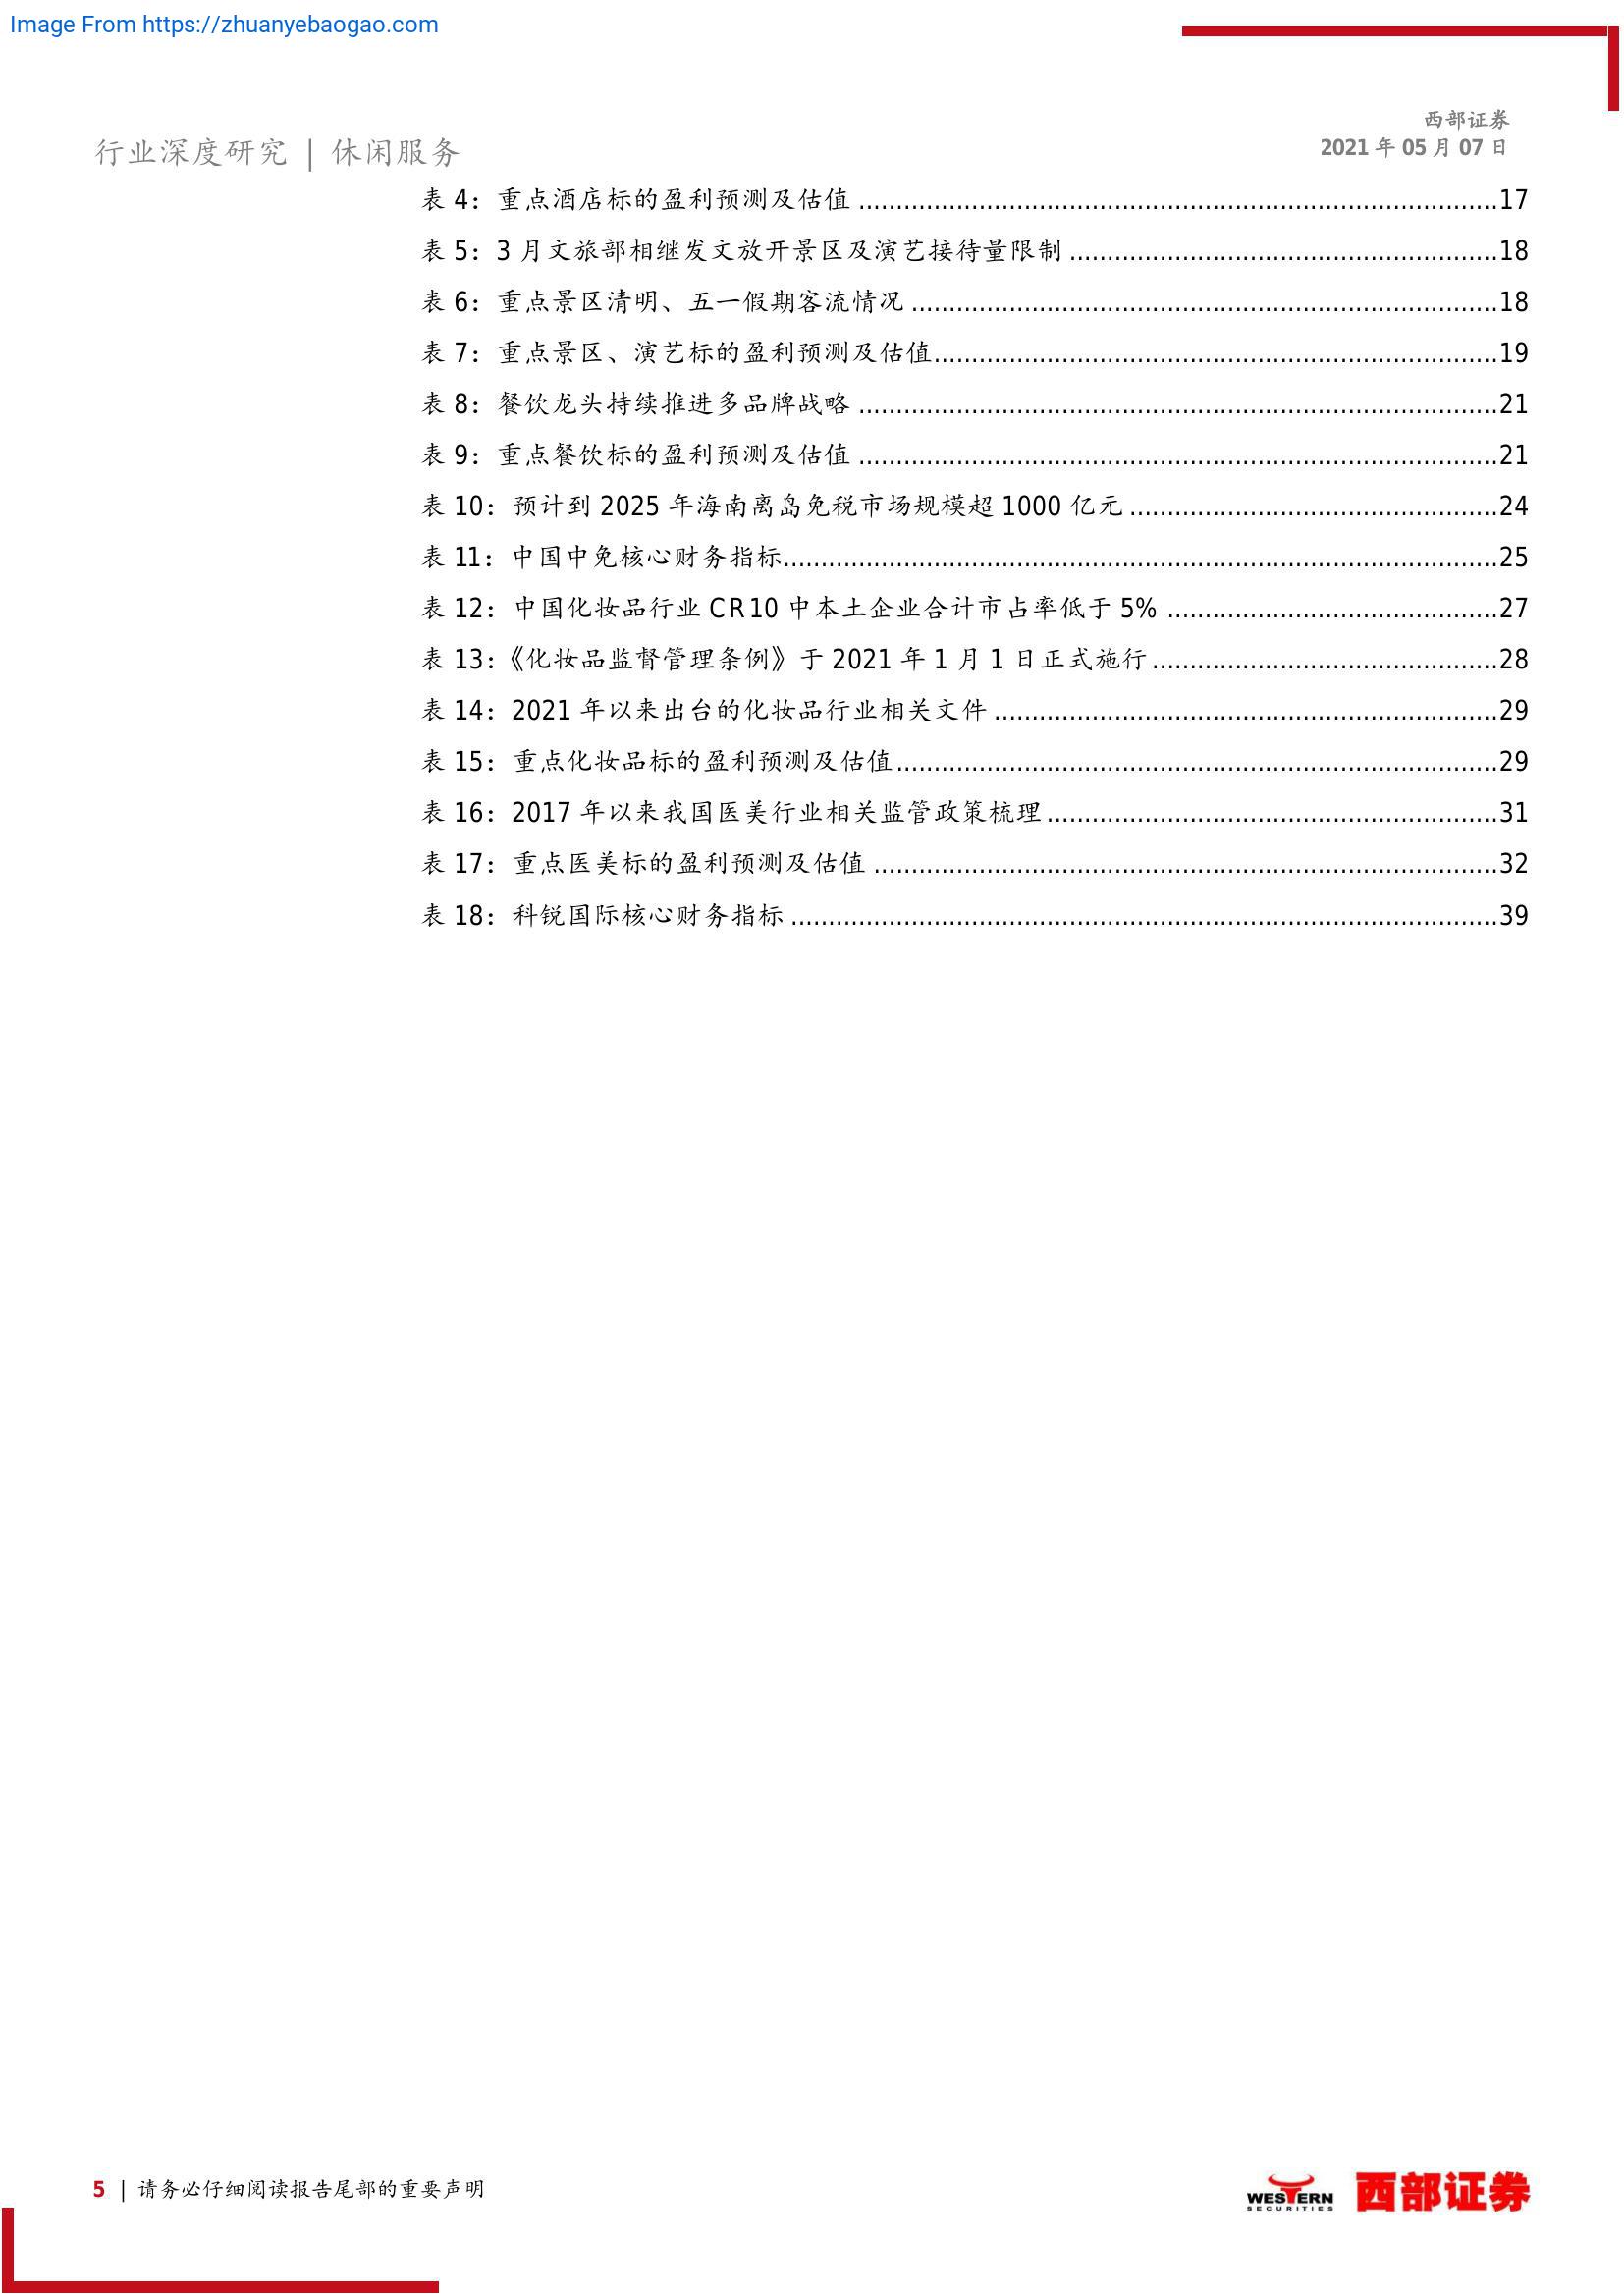 Image From https://zhuanyebaogao.com
西部证券
行业深度研究 | 休闲服务
2021 年 05 月 07 日
表 4：重点酒店标的盈利预测及估值 ........................................................................................17
表 5：3 月文旅部相继发文放开景区及演艺接待量限制 ...........................................................18
表 6：重点景区清明、五一假期客流情况 ................................................................................18
表 7：重点景区、演艺标的盈利预测及估值.............................................................................19
表 8：餐饮龙头持续推进多品牌战略 ........................................................................................21
表 9：重点餐饮标的盈利预测及估值 ........................................................................................21
表 10：预计到 2025 年海南离岛免税市场规模超 1000 亿元 ...................................................24
表 11：中国中免核心财务指标..................................................................................................25
表 12：中国化妆品行业 CR10 中本土企业合计市占率低于 5% .............................................27
表 13：《化妆品监督管理条例》于 2021 年 1 月 1 日正式施行................................................28
表 14：2021 年以来出台的化妆品行业相关文件 .....................................................................29
表 15：重点化妆品标的盈利预测及估值...................................................................................29
表 16：2017 年以来我国医美行业相关监管政策梳理..............................................................31
表 17：重点医美标的盈利预测及估值 ......................................................................................32
表 18：科锐国际核心财务指标 .................................................................................................39
5 | 请务必仔细阅读报告尾部的重要声明
WESTERN 西部证券
SECURITIES